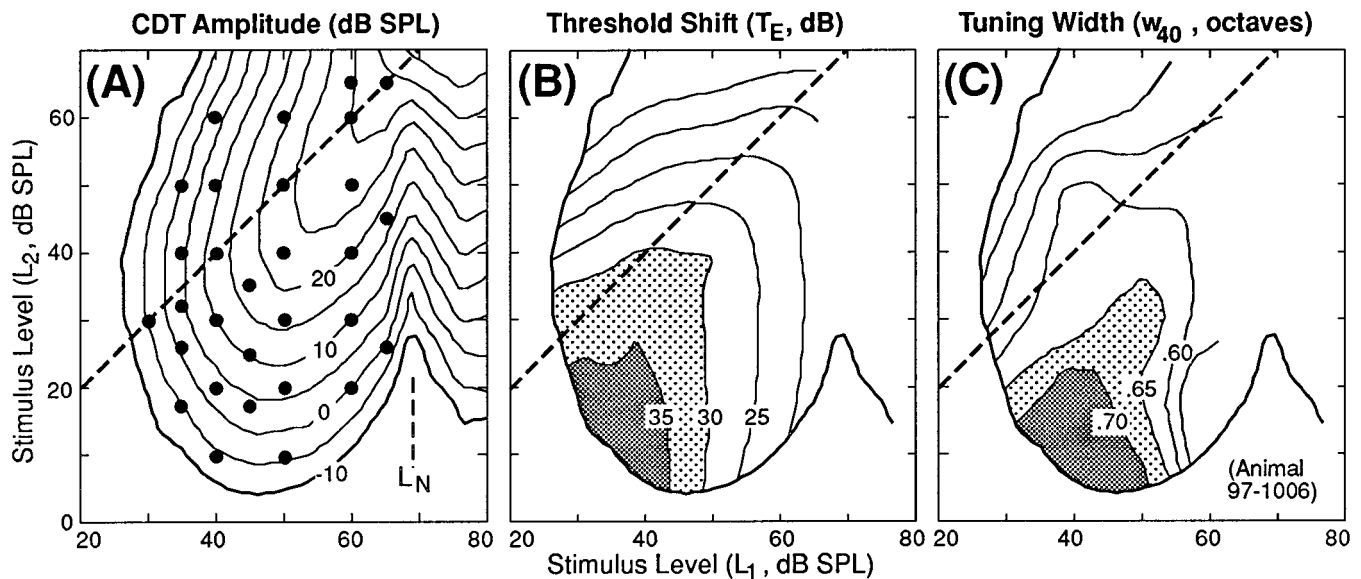 CDT Amplitude (dB SPL)
Threshold Shift (T_E, dB)
Tuning Width (w_40 , octaves)
(A)
(B)
(C)
Stimulus Level (L_2, dB SPL)
60
40
20
0
20
10
0
-10
L_N
35
30
25
.60
.65
.70
(Animal
97-1006)
20
40
60
80
20
40
60
80
20
40
60
80
Stimulus Level (L_1, dB SPL)